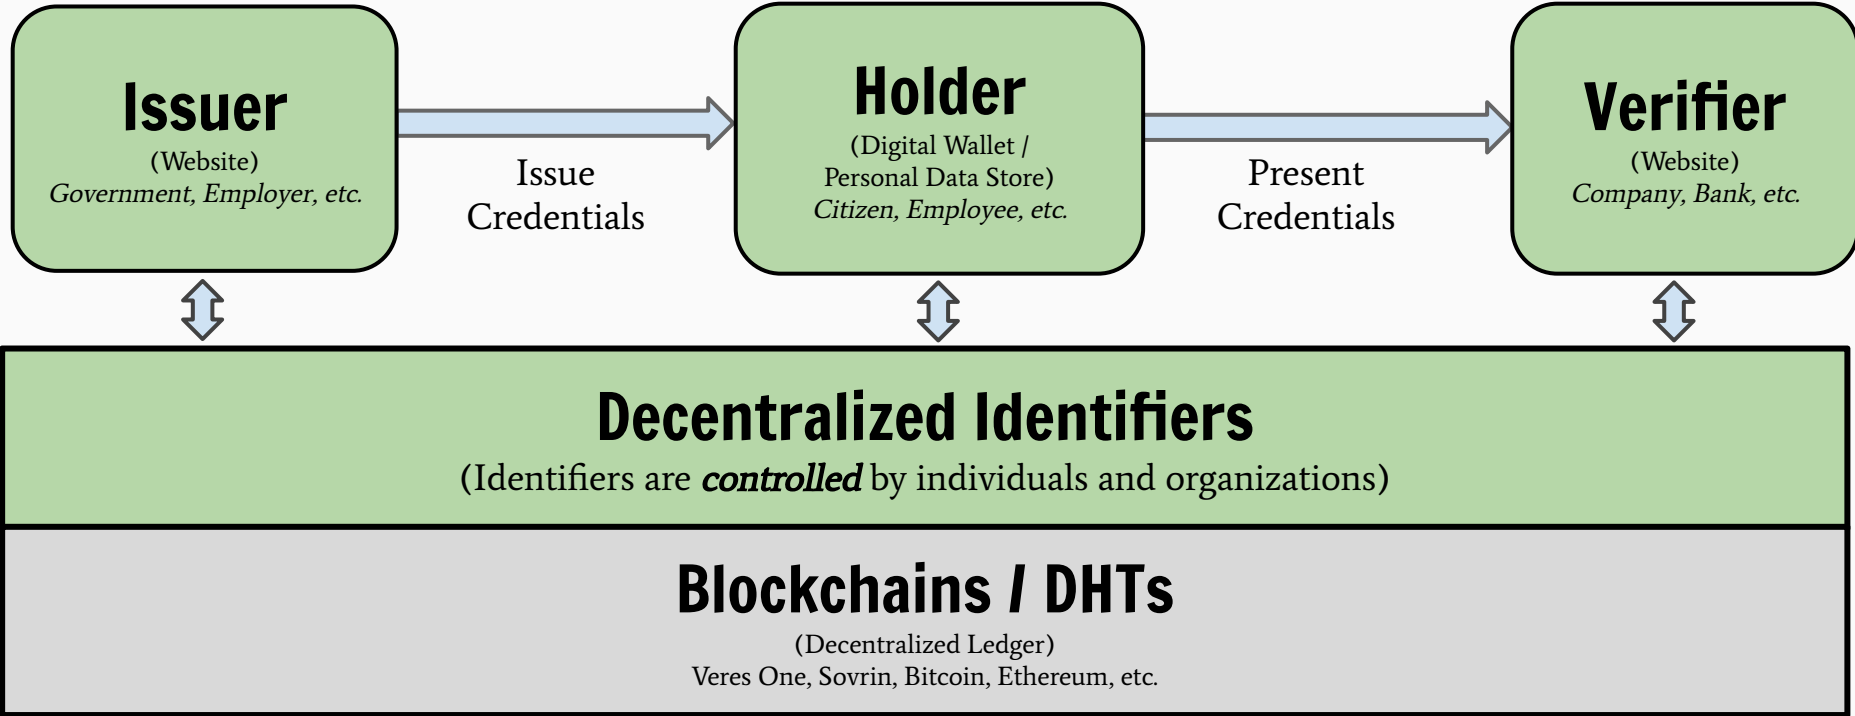 Issuer
(Website)
Government, Employer, etc.
Issue
Credentials
Holder
(Digital Wallet /
Personal Data Store)
Citizen, Employee, etc.
Present
Credentials
Verifier
(Website)
Company, Bank, etc.
Decentralized Identifiers
(Identifiers are controlled by individuals and organizations)
Blockchains / DHTs
(Decentralized Ledger)
Veres One, Sovrin, Bitcoin, Ethereum, etc.